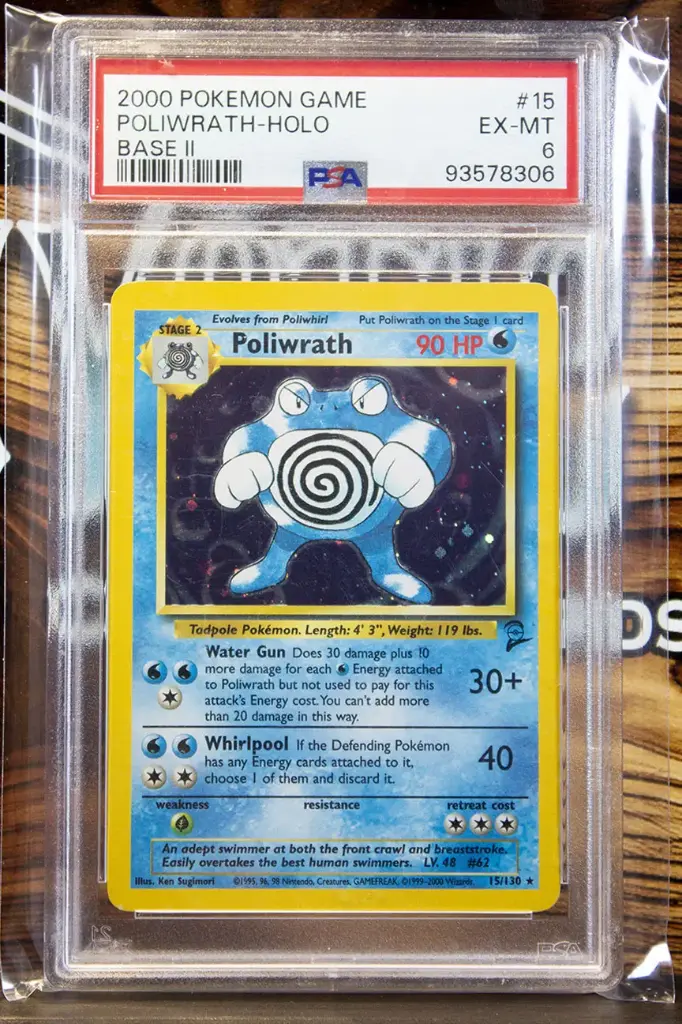 2000 POKEMON GAME #15
POLIWRATH-HOLO EX-MT
BASE II 6
PSA 93578306
Evolves from Poliwhirl Put Poliwrath on the Stage 1 card
STAGE 2
Poliwrath 90 HP
Tadpole Pokémon. Length: 4' 3", Weight: 119 lbs.
Water Gun Does 30 damage plus 10
more damage for each Energy attached
to Poliwrath but not used to pay for this
attack's Energy cost. You can't add more
than 20 damage in this way.
30+
Whirlpool If the Defending Pokémon
has any Energy cards attached to it,
choose 1 of them and discard it.
40
weakness resistance retreat cost
An adept swimmer at both the front crawl and breaststroke.
Easily overtakes the best human swimmers. LV. 48 #62
Illus. Ken Sugimori ©1995, 96, 98 Nintendo, Creatures, GAMEFREAK. ©1999-2000 Wizards. 15/130 ★
PSA